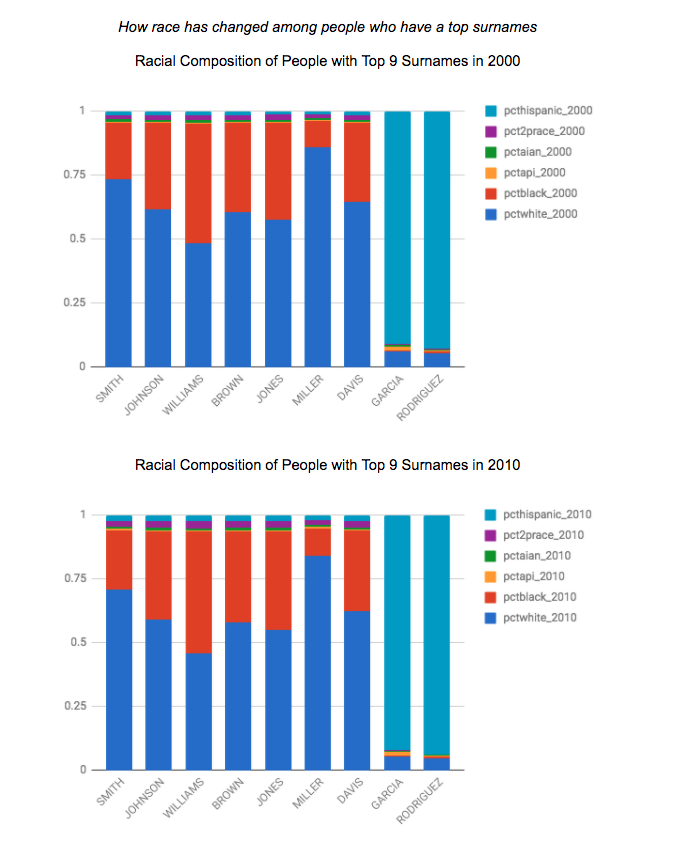 How race has changed among people who have a top surnames
Racial Composition of People with Top 9 Surnames in 2000
1
0.75
0.5
0.25
0
SMITH
JOHNSON
WILLIAMS
BROWN
JONES
MILLER
DAVIS
GARCIA
RODRIGUEZ
pcthispanic_2000
pct2prace_2000
pctaian_2000
pctapi_2000
pctblack_2000
pctwhite_2000
Racial Composition of People with Top 9 Surnames in 2010
1
0.75
0.5
0.25
0
SMITH
JOHNSON
WILLIAMS
BROWN
JONES
MILLER
DAVIS
GARCIA
RODRIGUEZ
pcthispanic_2010
pct2prace_2010
pctaian_2010
pctapi_2010
pctblack_2010
pctwhite_2010